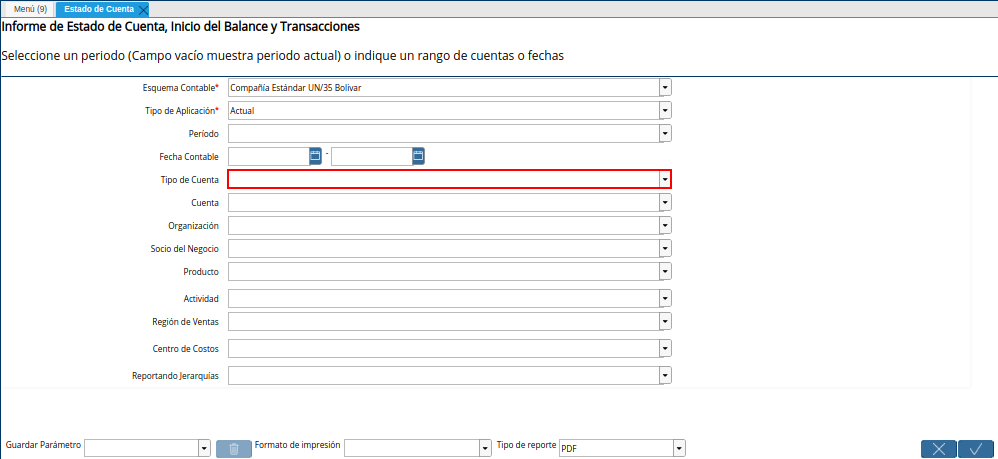 Menú (9) Estado de Cuenta
Informe de Estado de Cuenta, Inicio del Balance y Transacciones
Seleccione un periodo (Campo vacío muestra periodo actual) o indique un rango de cuentas o fechas
Esquema Contable* Compañía Estándar UN/35 Bolivar
Tipo de Aplicación* Actual
Período
Fecha Contable -
Tipo de Cuenta
Cuenta
Organización
Socio del Negocio
Producto
Actividad
Región de Ventas
Centro de Costos
Reportando Jerarquías
Guardar Parámetro Formato de impresión Tipo de reporte PDF